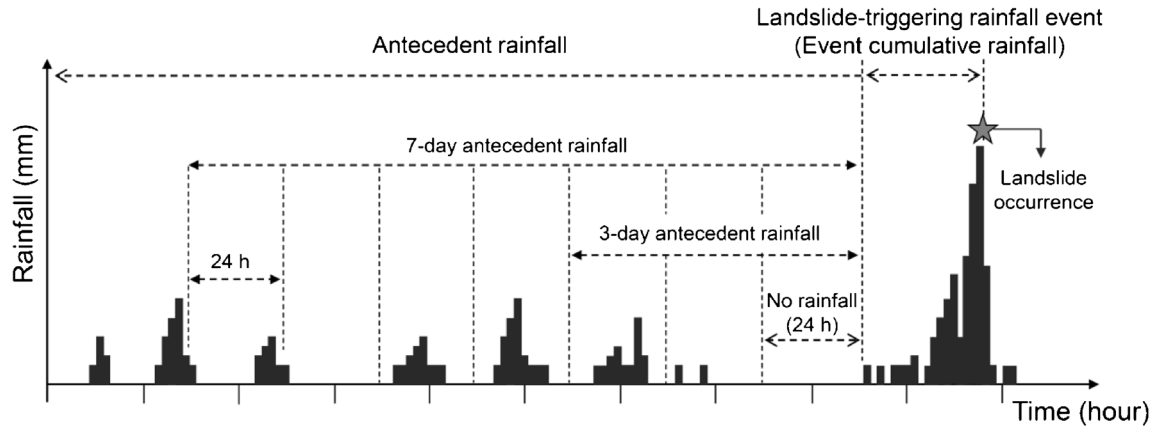 Landslide-triggering rainfall event
(Event cumulative rainfall)
Antecedent rainfall
Rainfall (mm)
7-day antecedent rainfall
Landslide
occurrence
3-day antecedent rainfall
24 h
No rainfall
(24 h)
Time (hour)